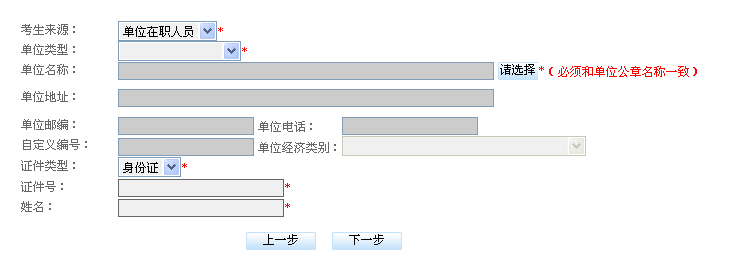 考生来源： 单位在职人员 *
单位类型： *
单位名称： 请选择 *（必须和单位公章名称一致）
单位地址：
单位邮编： 单位电话：
自定义编号： 单位经济类别：
证件类型： 身份证 *
证件号： *
姓名： *
上一步 下一步